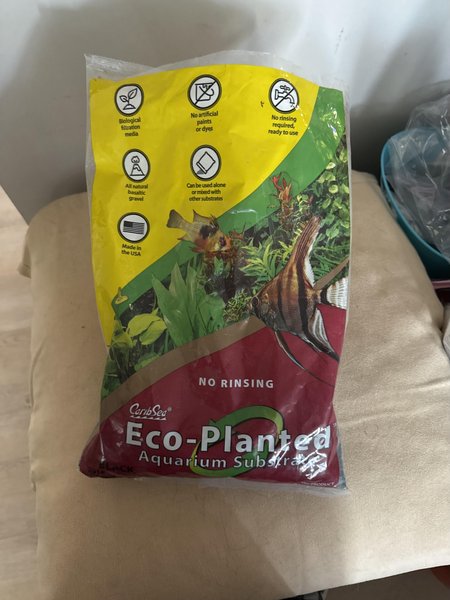 Biological
filtration
media
No artificial
paints
or dyes
No rinsing
required,
ready to use
All natural
basaltic
gravel
Can be used alone
or mixed with
other substrates
Made in
the USA
NO RINSING
CaribSea®
Eco-Planted
Aquarium Substrate
BLACK